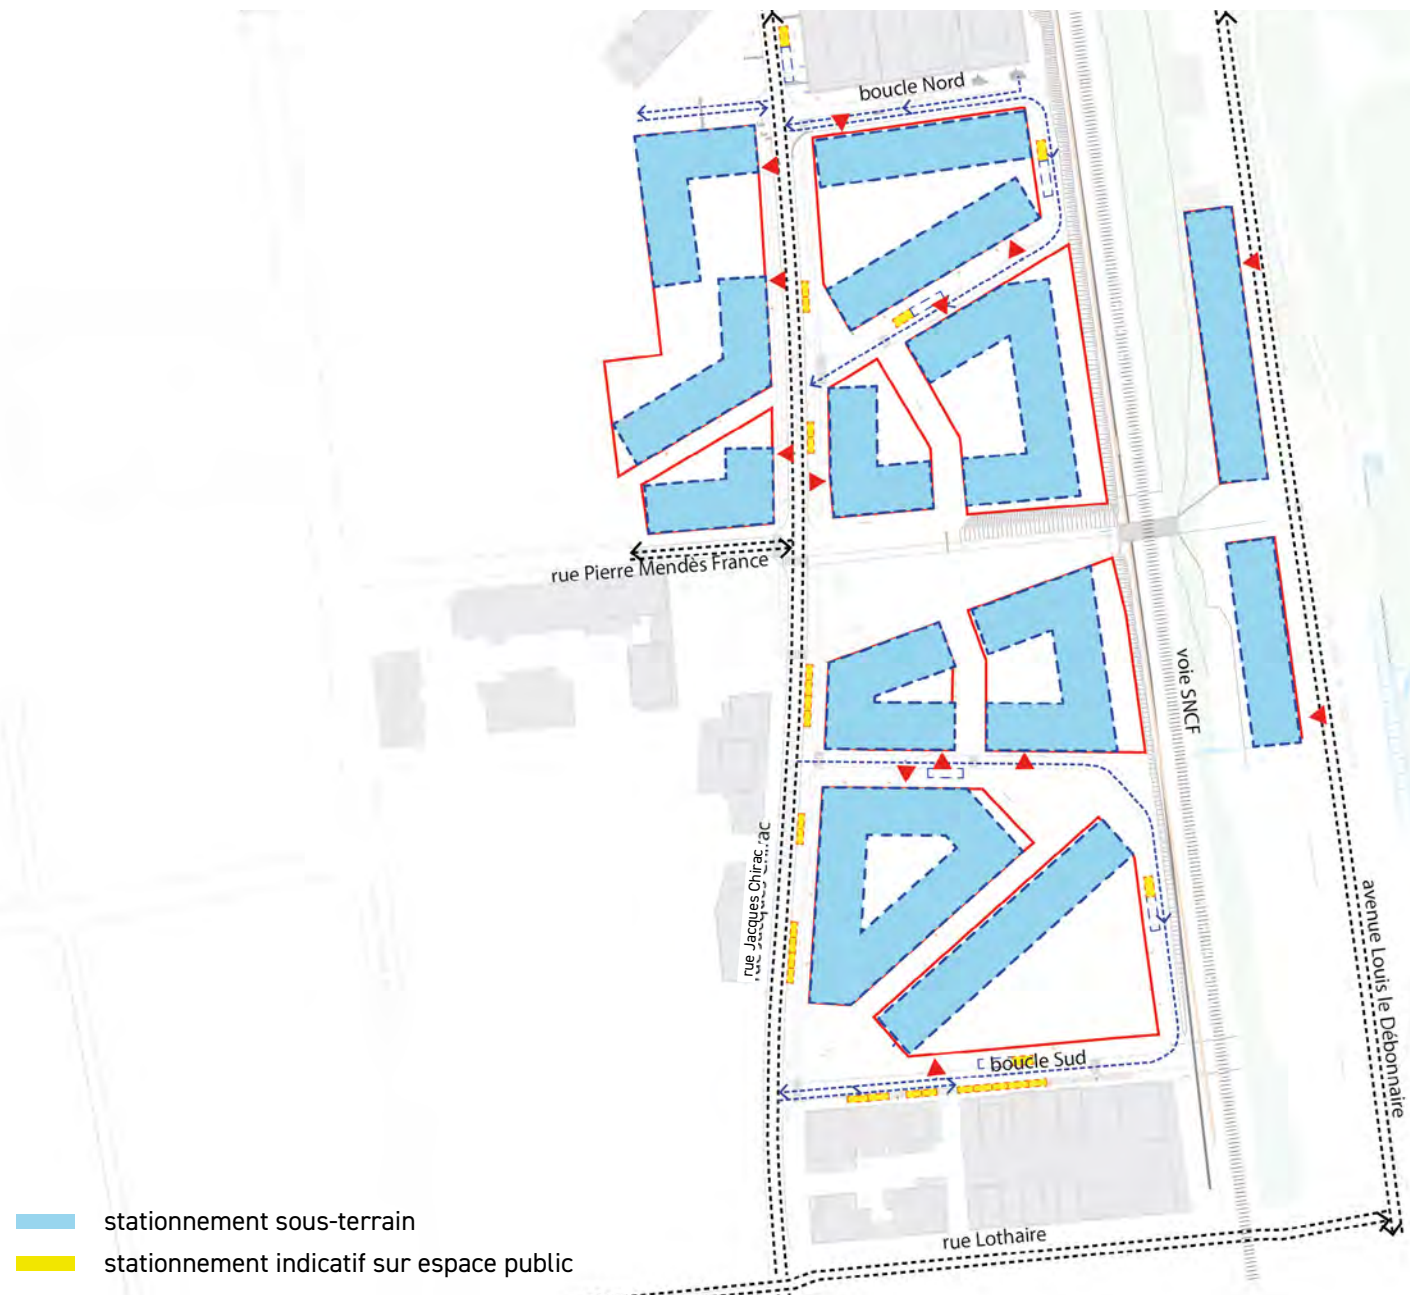 boucle Nord
rue Pierre Mendès France
voie SNCF
rue Jacques Chirac
avenue Louis le Débonnaire
boucle Sud
rue Lothaire
stationnement sous-terrain
stationnement indicatif sur espace public